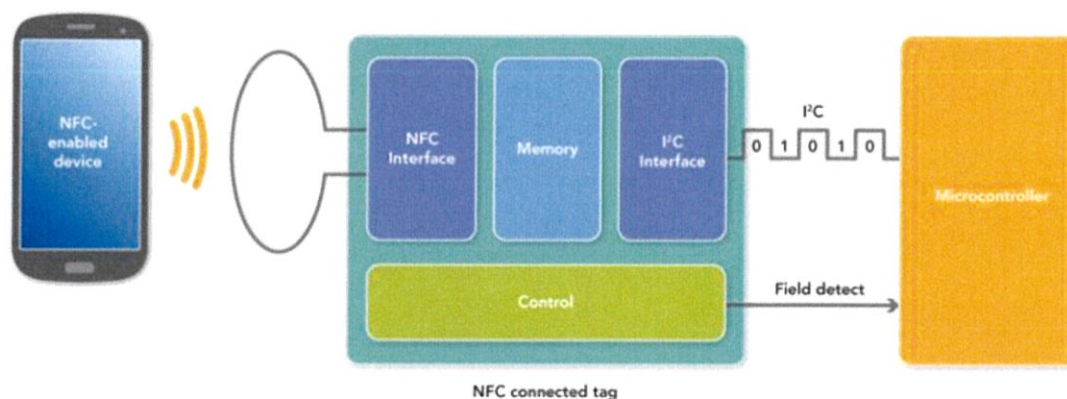 NFC-
enabled
device
NFC
Interface
Memory
I²C
Interface
I²C
0 1 0 1 0
Microcontroller
Control
Field detect
NFC connected tag